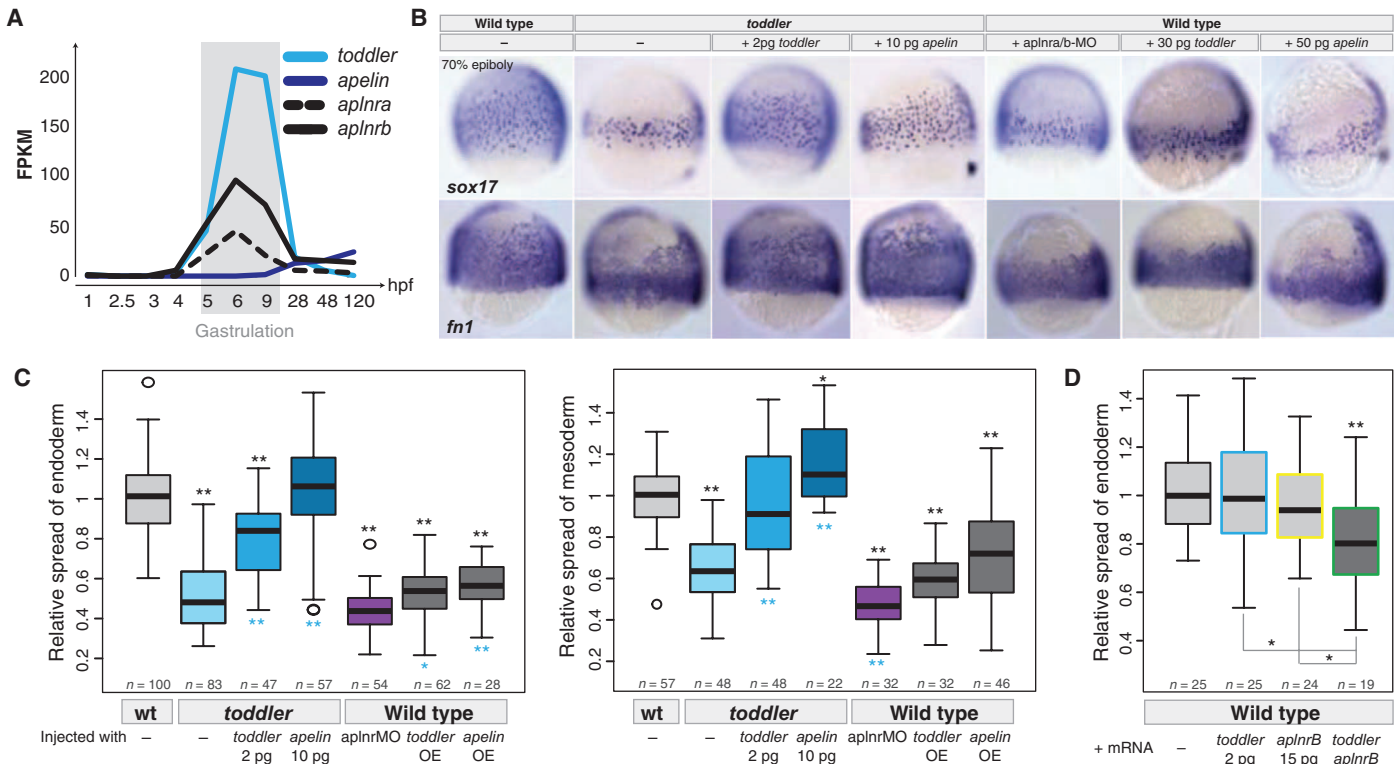 A
FPKM
200
150
100
50
0
1 2.5 3 4 5 6 9 28 48 120 hpf
Gastrulation
toddler
apelin
aplnra
aplnrb
B
Wild type toddler Wild type
– – + 2pg toddler + 10 pg apelin + aplnra/b-MO + 30 pg toddler + 50 pg apelin
70% epiboly
sox17
fn1
C
Relative spread of endoderm
1.4
1.2
1
0.8
0.6
0.4
0.2
** ** ** ** **
** ** * **
n = 100 n = 83 n = 47 n = 57 n = 54 n = 62 n = 28
wt toddler Wild type
Injected with – – toddler apelin aplnrMO toddler apelin
2 pg 10 pg OE OE
Relative spread of mesoderm
1.4
1.2
1.0
0.8
0.6
0.4
0.2
** * ** ** **
** ** **
n = 57 n = 48 n = 48 n = 22 n = 32 n = 32 n = 46
wt toddler Wild type
– – toddler apelin aplnrMO toddler apelin
2 pg 10 pg OE OE
D
Relative spread of endoderm
1.4
1.2
1.0
0.8
0.6
0.4
**
*
*
n = 25 n = 25 n = 24 n = 19
Wild type
+ mRNA – toddler aplnrB toddler
2 pg 15 pg aplnrB